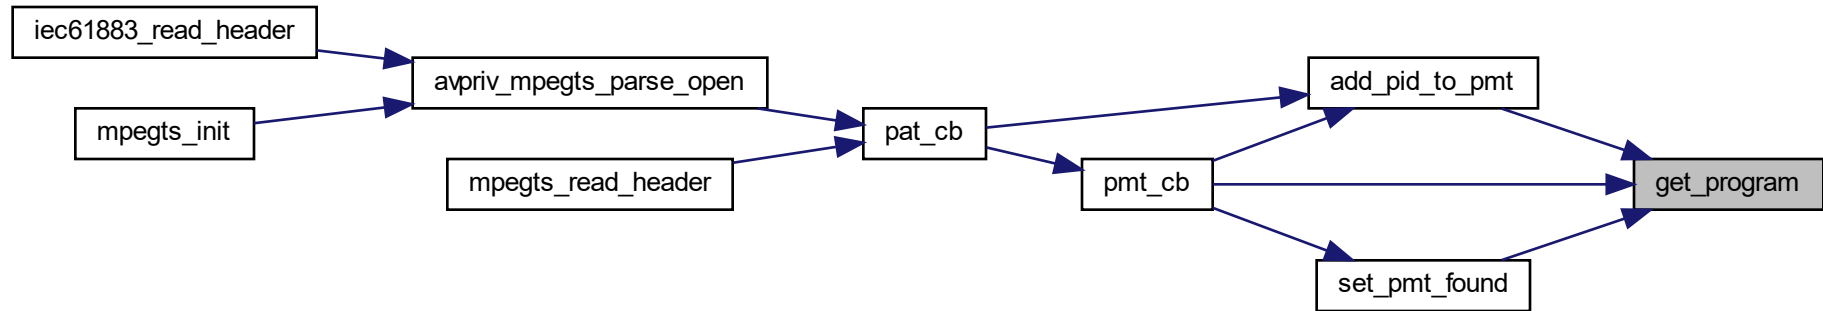 iec61883_read_header
avpriv_mpegts_parse_open
add_pid_to_pmt
mpegts_init
pat_cb
mpegts_read_header
pmt_cb
get_program
set_pmt_found